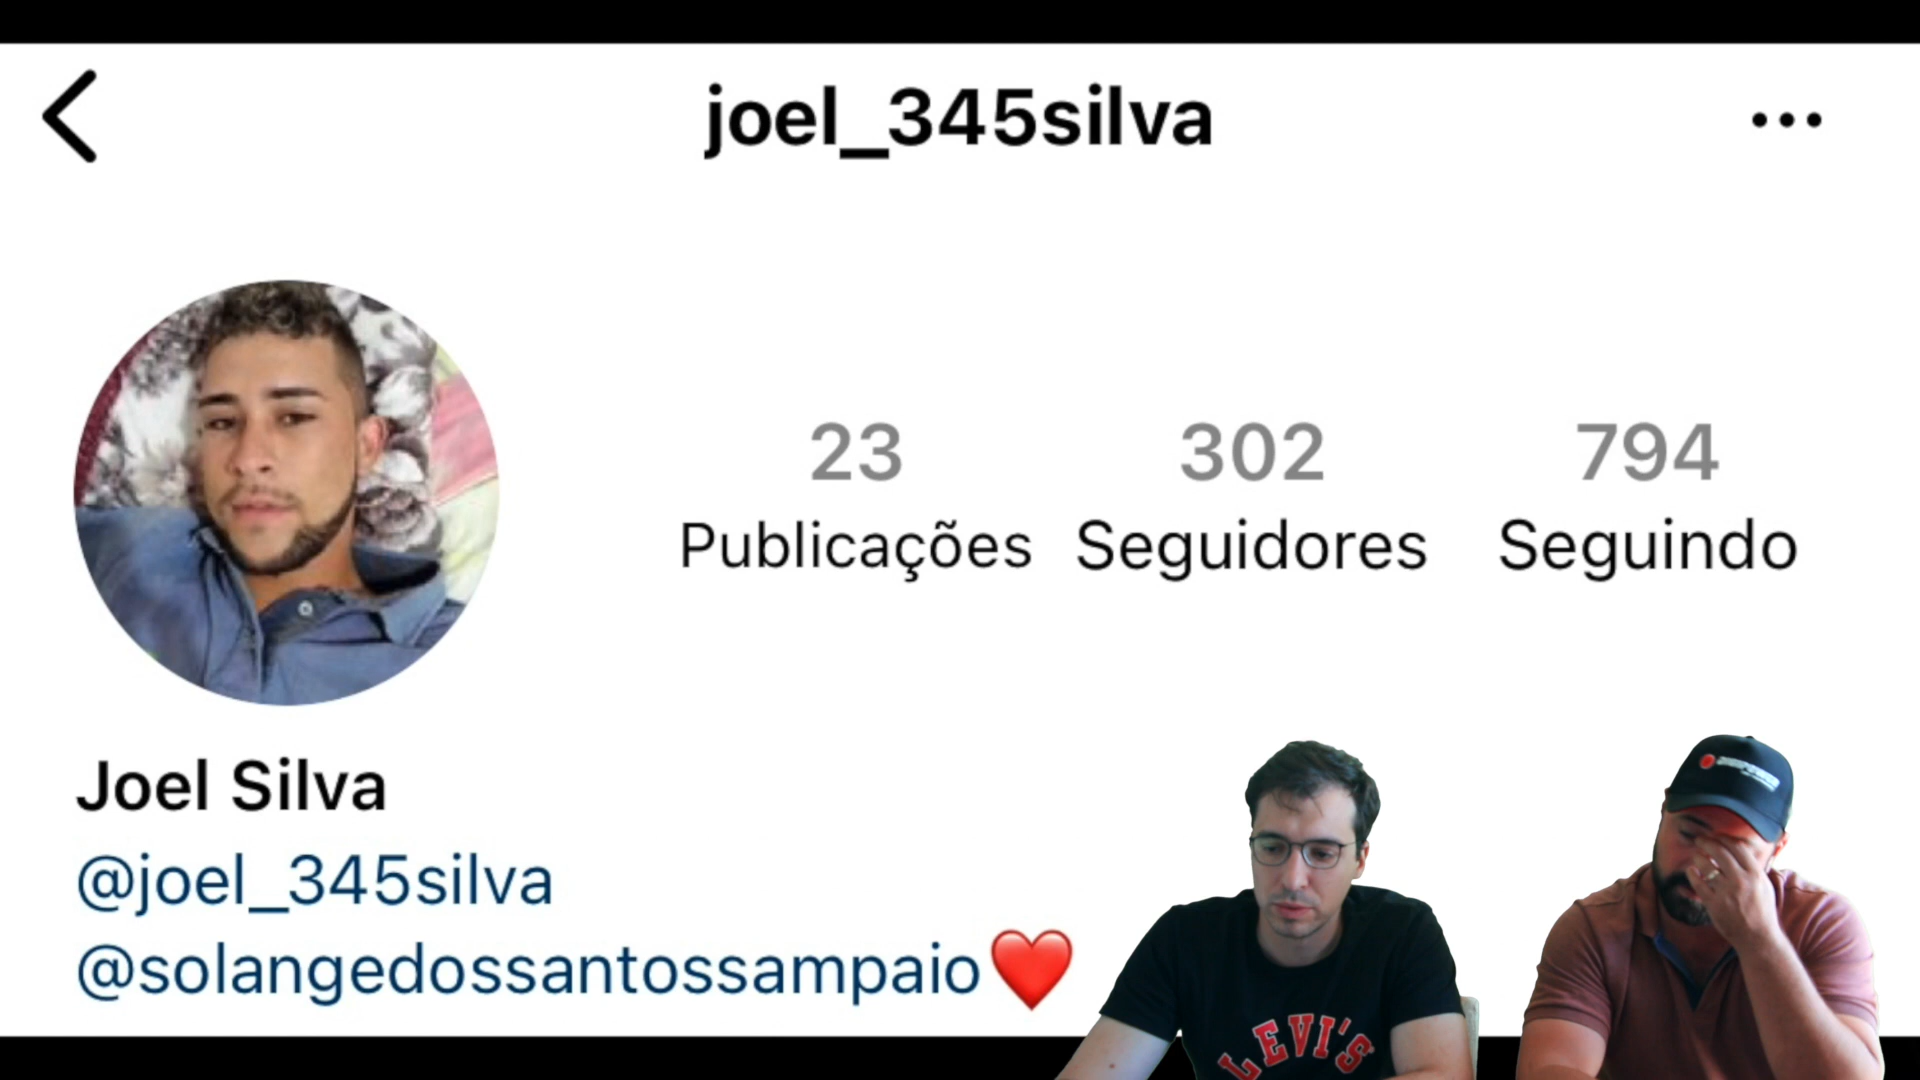 joel_345silva
23 302 794
Publicações Seguidores Seguindo
Joel Silva
@joel_345silva
@solangedossantossampaio❤️
LEVI'S